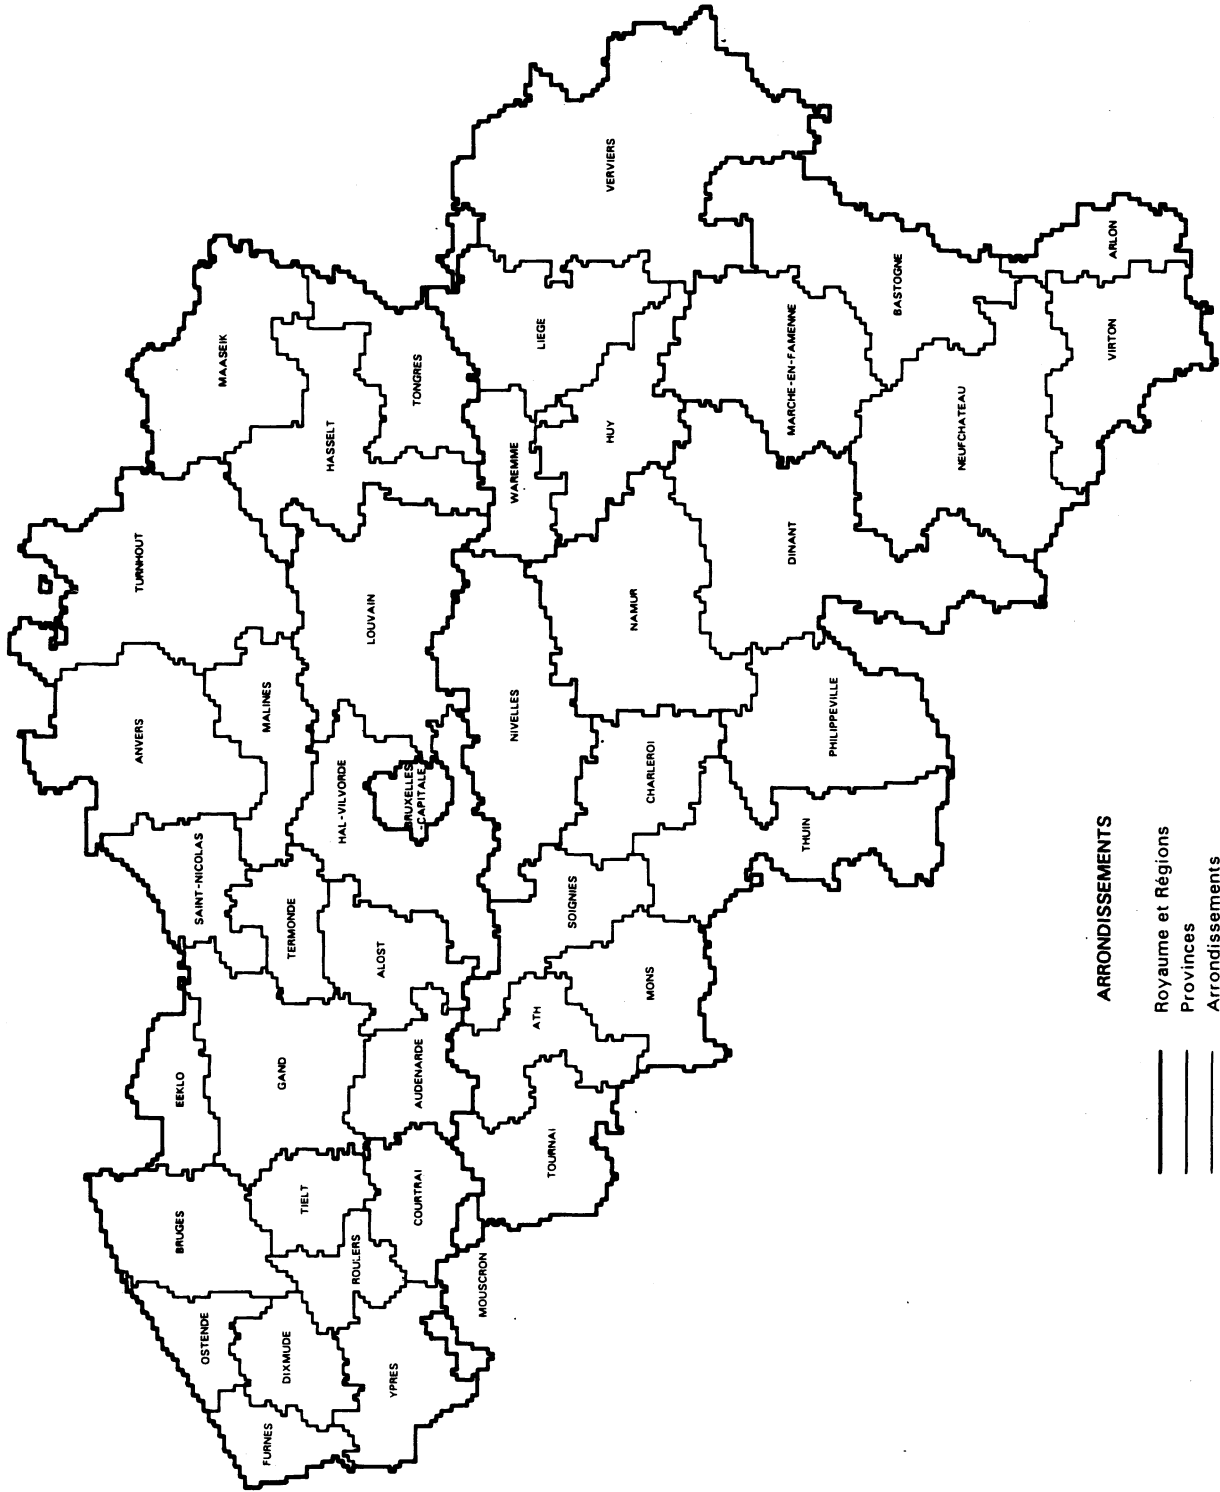 FURNES
OSTENDE
DIXMUDE
YPRES
BRUGES
TIELT
ROULERS
COURTRAI
MOUSCRON
EEKLO
GAND
AUDENARDE
TOURNAI
SAINT-NICOLAS
TERMONDE
ALOST
ATH
SOIGNIES
MONS
ANVERS
MALINES
HAL-VILVORDE
BRUXELLES
-CAPITALE
NIVELLES
CHARLEROI
THUIN
PHILIPPEVILLE
TURNHOUT
LOUVAIN
NAMUR
DINANT
MAASEIK
HASSELT
TONGRES
WAREMME
HUY
LIEGE
VERVIERS
MARCHE-EN-FAMENNE
BASTOGNE
NEUFCHATEAU
VIRTON
ARLON
ARRONDISSEMENTS
Royaume et Régions
Provinces
Arrondissements